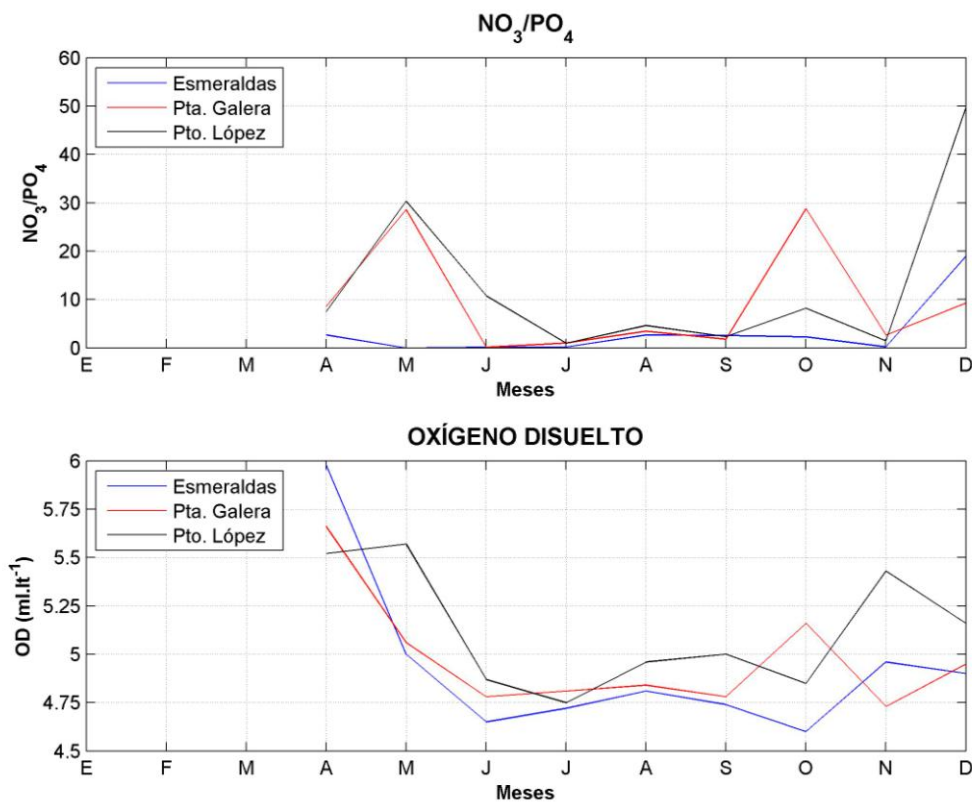 NO3/PO4
NO3/PO4
60
50
40
30
20
10
0
Esmeraldas
Pta. Galera
Pto. López
E F M A M J J A S O N D
Meses
OXÍGENO DISUELTO
OD (ml.lt-1)
6
5.75
5.5
5.25
5
4.75
4.5
Esmeraldas
Pta. Galera
Pto. López
E F M A M J J A S O N D
Meses